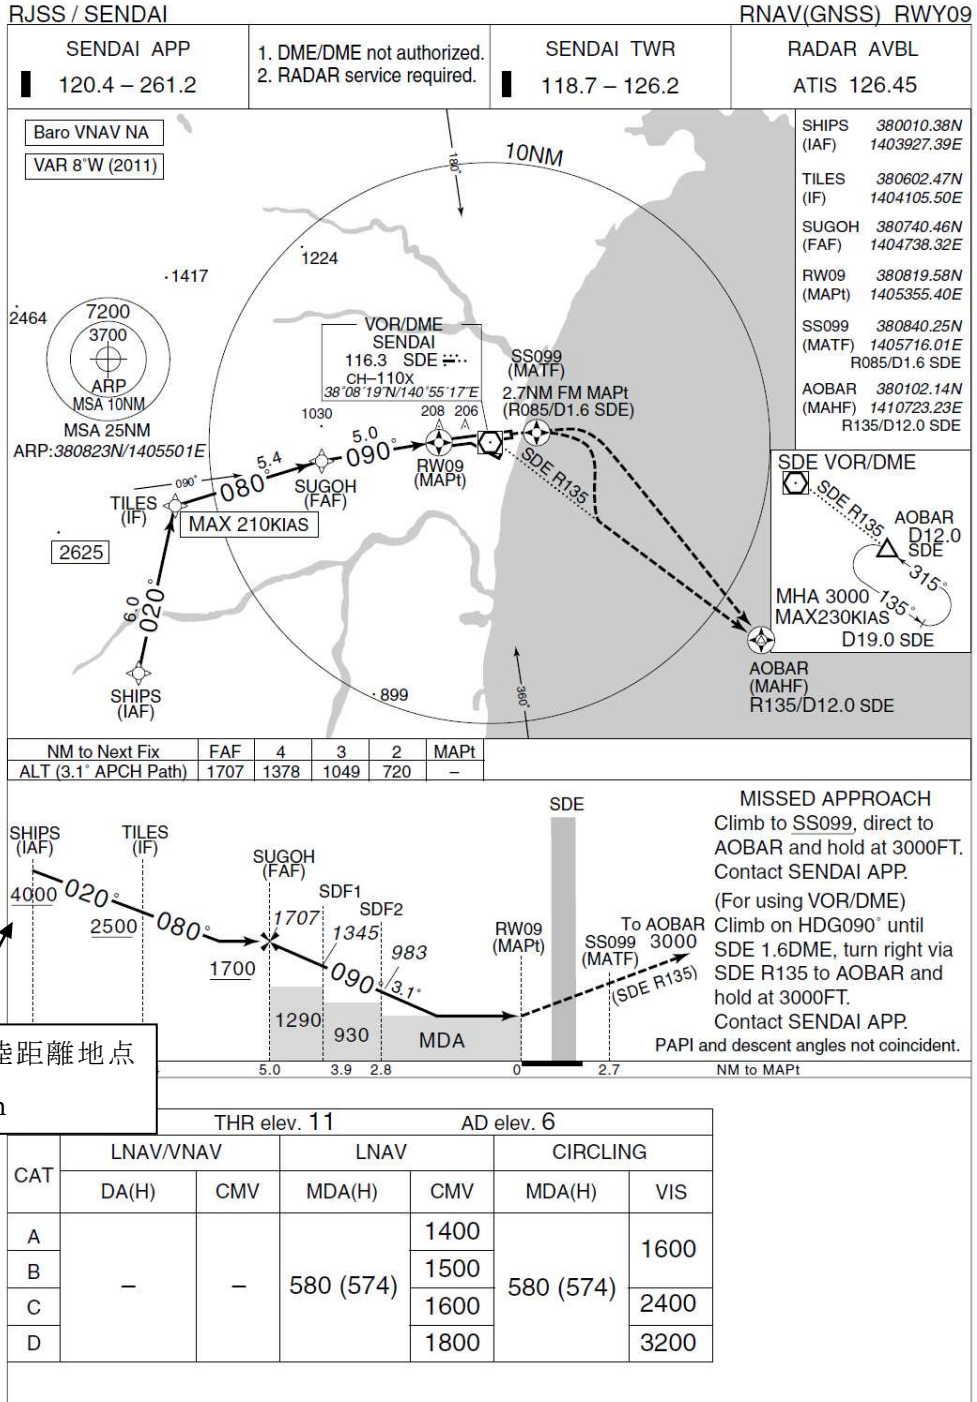 RJSS / SENDAI
RNAV(GNSS) RWY09
SENDAI APP
120.4 – 261.2
1. DME/DME not authorized.
2. RADAR service required.
SENDAI TWR
118.7 – 126.2
RADAR AVBL
ATIS 126.45
Baro VNAV NA
VAR 8°W (2011)
180°
10NM
SHIPS 380010.38N
(IAF) 1403927.39E
TILES 380602.47N
(IF) 1404105.50E
SUGOH 380740.46N
(FAF) 1404738.32E
RW09 380819.58N
(MAPt) 1405355.40E
SS099 380840.25N
(MATF) 1405716.01E
R085/D1.6 SDE
AOBAR 380102.14N
(MAHF) 1410723.23E
R135/D12.0 SDE
1224
1417
2464
7200
3700
ARP
MSA 10NM
MSA 25NM
ARP:380823N/1405501E
VOR/DME
SENDAI
116.3 SDE
CH–110X
38°08′19″N/140°55′17″E
SS099
(MATF)
2.7NM FM MAPt
(R085/D1.6 SDE)
1030
208 206
5.0
090°
5.4
080°
090°
RW09
(MAPt)
SUGOH
(FAF)
TILES
(IF)
MAX 210KIAS
SDE R135
2625
6.0
020°
SHIPS
(IAF)
899
360°
SDE VOR/DME
SDE R135
AOBAR
D12.0
SDE
315°
135°
MHA 3000
MAX230KIAS
D19.0 SDE
AOBAR
(MAHF)
R135/D12.0 SDE
NM to Next Fix FAF 4 3 2 MAPt
ALT (3.1° APCH Path) 1707 1378 1049 720 –
SHIPS
(IAF)
TILES
(IF)
SUGOH
(FAF)
SDF1
SDF2
SDE
RW09
(MAPt)
SS099
(MATF)
To AOBAR
3000
(SDE R135)
4000
020°
2500
080°
1700
1707
1345
983
090°
3.1°
1290
930
MDA
MISSED APPROACH
Climb to SS099, direct to
AOBAR and hold at 3000FT.
Contact SENDAI APP.
(For using VOR/DME)
Climb on HDG090° until
SDE 1.6DME, turn right via
SDE R135 to AOBAR and
hold at 3000FT.
Contact SENDAI APP.
PAPI and descent angles not coincident.
5.0 3.9 2.8 0 2.7 NM to MAPt
距離地点
THR elev. 11 AD elev. 6
CAT LNAV/VNAV LNAV CIRCLING
DA(H) CMV MDA(H) CMV MDA(H) VIS
A – – 580 (574) 1400 580 (574) 1600
B 1500
C 1600 2400
D 1800 3200